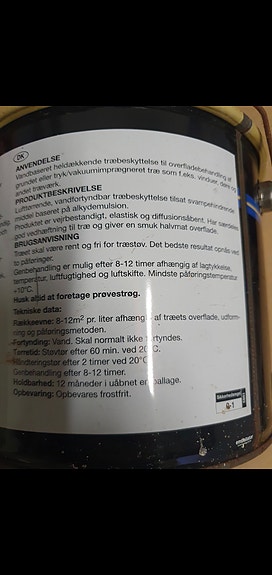 DK
ANVENDELSE
Vandbaseret heldækkende træbeskyttelse til overfladebehandling af
grundet eller tryk/vakuumimprægneret træ som f.eks. vinduer, døre og
andet træværk.
PRODUKTBESKRIVELSE
Lufttørrende, vandfortyndbar træbeskyttelse tilsat svampehindrende
middel baseret på alkydemulsion.
Produktet er vejrbestandigt, elastisk og diffusionsåbent. Har særdeles
god vedhæftning til træ og giver en smuk halvmat overflade.
BRUGSANVISNING
Træet skal være rent og fri for træstøv. Det bedste resultat opnås ved
to påføringer.
Genbehandling er mulig efter 8-12 timer afhængig af lagtykkelse,
temperatur, luftfugtighed og luftskifte. Mindste påføringstemperatur
+10°C.
Husk altid at foretage prøvestrøg.
Tekniske data:
Rækkeevne: 8-12m² pr. liter afhængig af træets overflade, udform-
ning og påføringsmetoden.
Fortynding: Vand. Skal normalt ikke fortyndes.
Tørretid: Støvtør efter 60 min. ved 20°C.
Håndteringstør efter 2 timer ved 20°C
Genbehandling efter 8-12 timer.
Holdbarhed: 12 måneder i uåbnet emballage.
Opbevaring: Opbevares frostfrit.